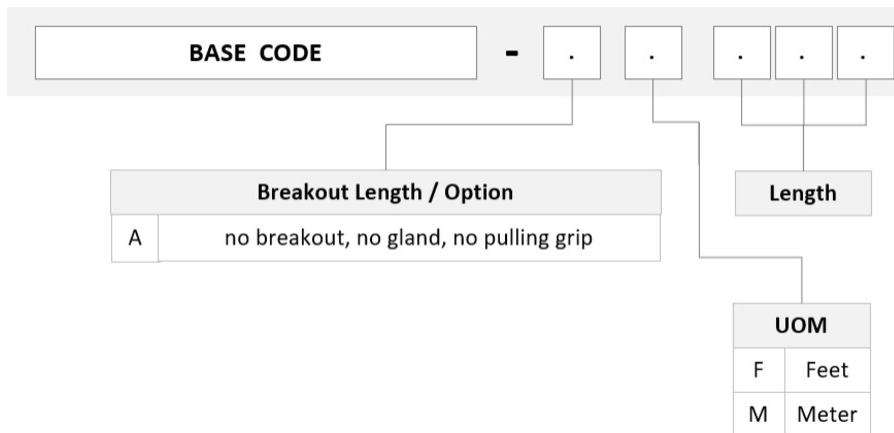 BASE CODE - . . . . .
Breakout Length / Option
A no breakout, no gland, no pulling grip
Length
UOM
F Feet
M Meter